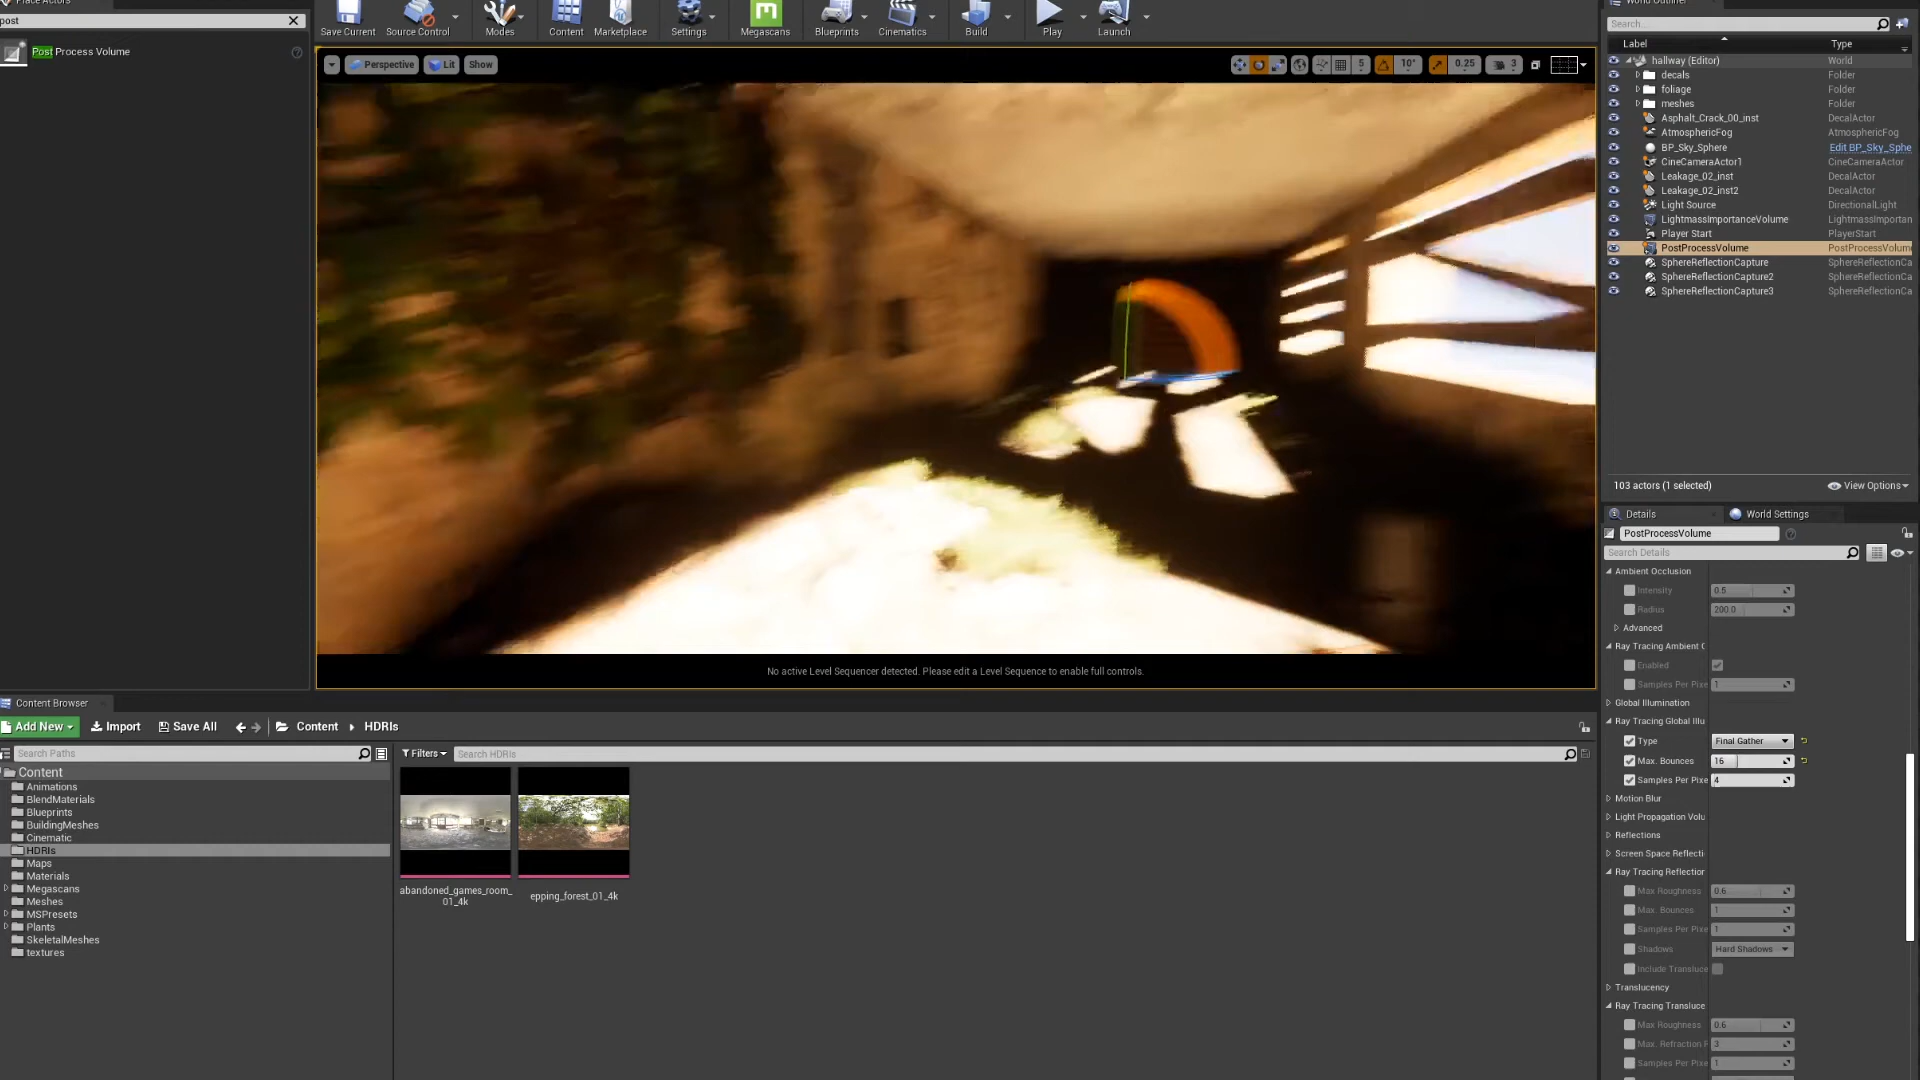 Place Actors
post
Post Process Volume
Save Current
Source Control
Modes
Content
Marketplace
Settings
Megascans
Blueprints
Cinematics
Build
Play
Launch
Perspective
Lit
Show
5
10°
0.25
3
No active Level Sequencer detected. Please edit a Level Sequence to enable full controls.
World Outliner
Search...
Label Type
hallway (Editor) World
decals Folder
foliage Folder
meshes Folder
Asphalt_Crack_00_inst DecalActor
AtmosphericFog AtmosphericFog
BP_Sky_Sphere Edit BP_Sky_Sphe
CineCameraActor1 CineCameraActor
Leakage_02_inst DecalActor
Leakage_02_inst2 DecalActor
Light Source DirectionalLight
LightmassImportanceVolume LightmassImportan
Player Start PlayerStart
PostProcessVolume PostProcessVolum
SphereReflectionCapture SphereReflectionCa
SphereReflectionCapture2 SphereReflectionCa
SphereReflectionCapture3 SphereReflectionCa
103 actors (1 selected) View Options
Details World Settings
PostProcessVolume
Search Details
Ambient Occlusion
Intensity 0.5
Radius 200.0
Advanced
Ray Tracing Ambient C
Enabled
Samples Per Pixe 1
Global Illumination
Ray Tracing Global Illu
Type Final Gather
Max. Bounces 16
Samples Per Pixe 4
Motion Blur
Light Propagation Volu
Reflections
Screen Space Reflecti
Ray Tracing Reflection
Max Roughness 0.6
Max. Bounces 1
Samples Per Pixe 1
Shadows Hard Shadows
Include Transluce
Translucency
Ray Tracing Transluce
Max Roughness 0.6
Max. Refraction F 3
Samples Per Pixe 1
Content Browser
Add New Import Save All Content HDRIs
Search Paths
Filters Search HDRIs
Content
Animations
BlendMaterials
Blueprints
BuildingMeshes
Cinematic
HDRIs
Maps
Materials
Megascans
Meshes
MSPresets
Plants
SkeletalMeshes
textures
abandoned_games_room_
01_4k
epping_forest_01_4k